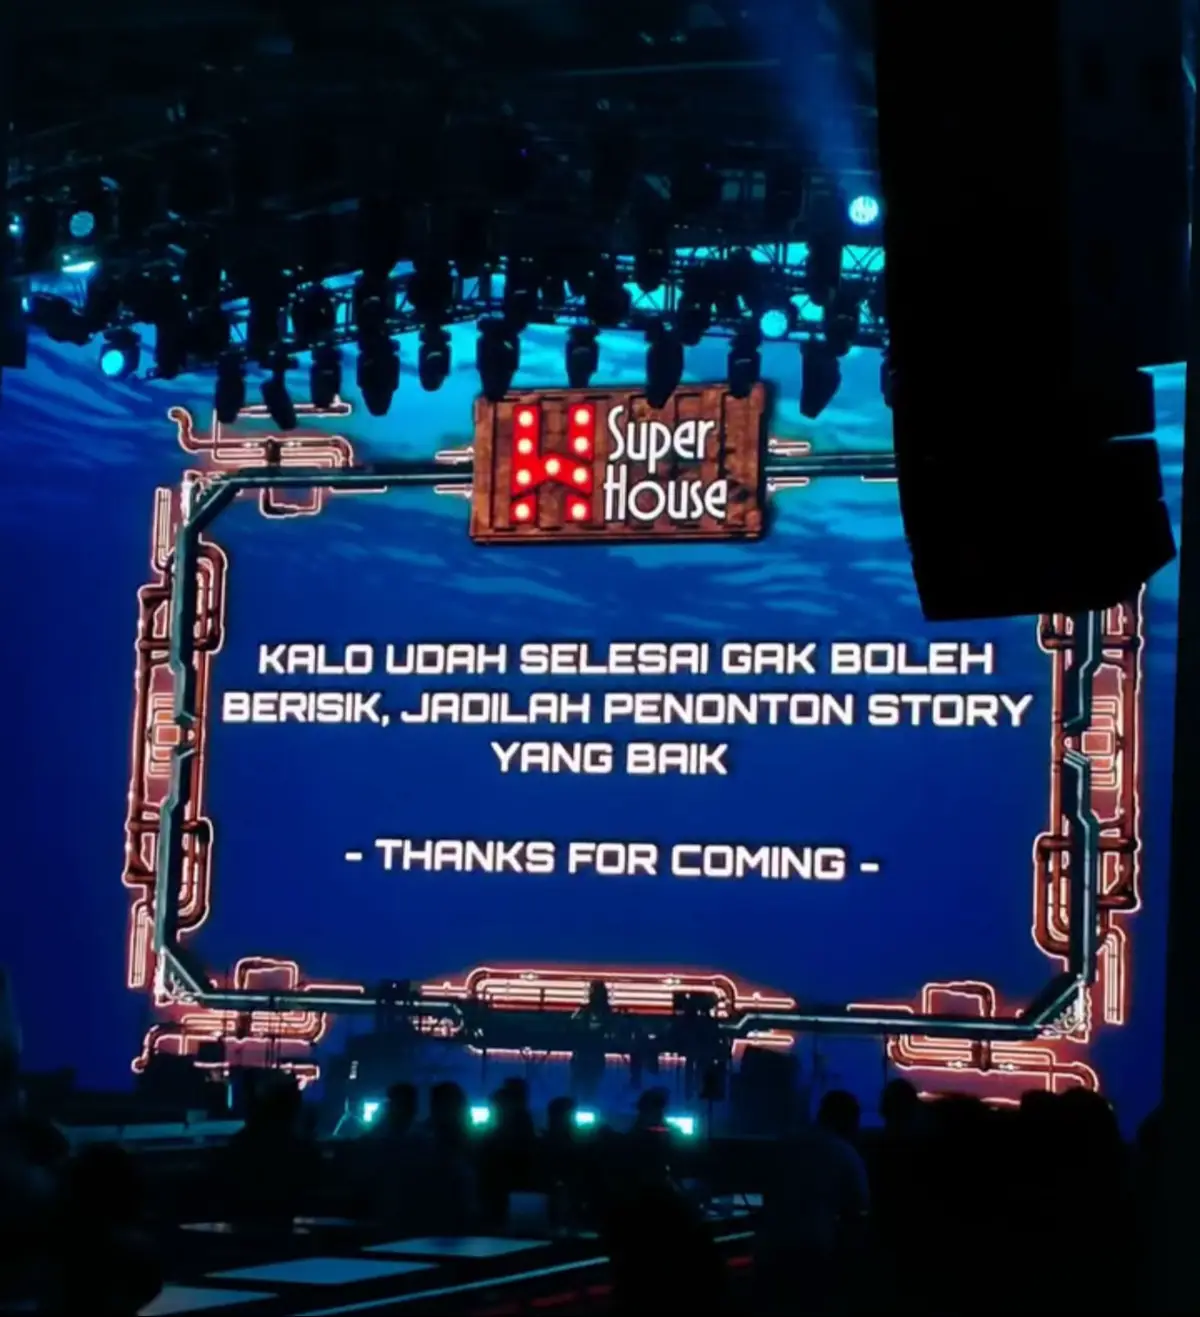 Super
House
KALO UDAH SELESAI GAK BOLEH
BERISIK, JADILAH PENONTON STORY
YANG BAIK
- THANKS FOR COMING -